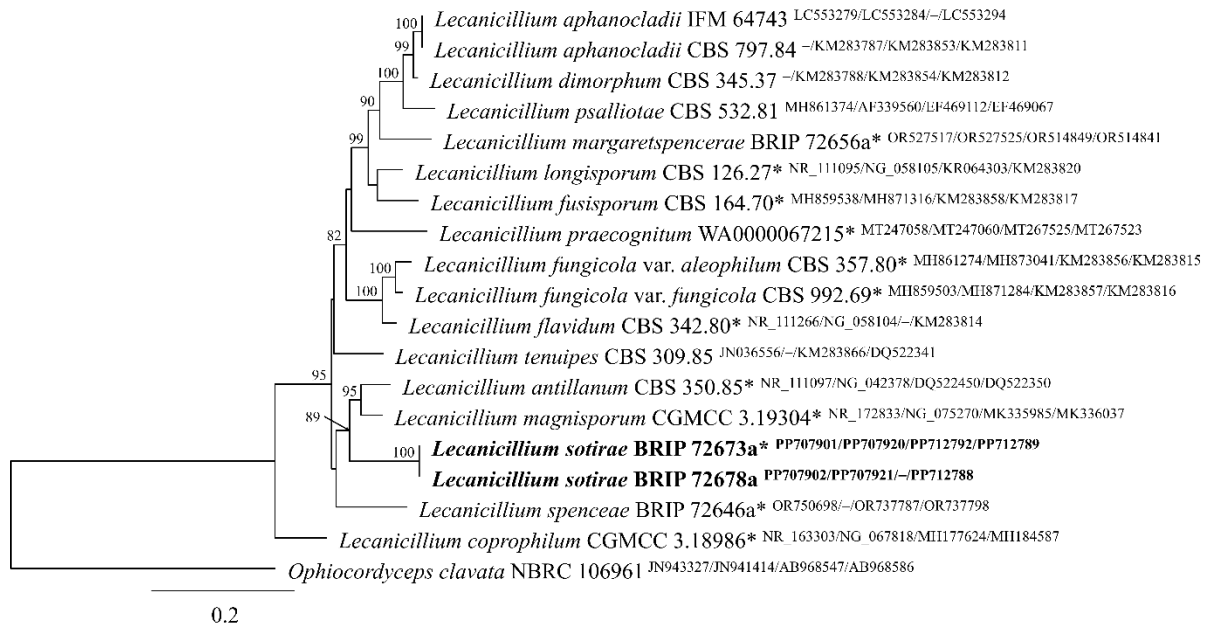 100 Lecanicillium aphanocladii IFM 64743 LC553279/LC553284/–/LC553294
99 Lecanicillium aphanocladii CBS 797.84 –/KM283787/KM283853/KM283811
100 Lecanicillium dimorphum CBS 345.37 –/KM283788/KM283854/KM283812
90 Lecanicillium psalliotae CBS 532.81 MH861374/AF339560/EF469112/EF469067
99 Lecanicillium margaretspencerae BRIP 72656a* OR527517/OR527525/OR514849/OR514841
Lecanicillium longisporum CBS 126.27* NR_111095/NG_058105/KR064303/KM283820
Lecanicillium fusisporum CBS 164.70* MH859538/MH871316/KM283858/KM283817
82 Lecanicillium praecognitum WA0000067215* MT247058/MT247060/MT267525/MT267523
100 Lecanicillium fungicola var. aleophilum CBS 357.80* MH861274/MH873041/KM283856/KM283815
100 Lecanicillium fungicola var. fungicola CBS 992.69* MH859503/MH871284/KM283857/KM283816
Lecanicillium flavidum CBS 342.80* NR_111266/NG_058104/–/KM283814
Lecanicillium tenuipes CBS 309.85 JN036556/–/KM283866/DQ522341
95 95 Lecanicillium antillanum CBS 350.85* NR_111097/NG_042378/DQ522450/DQ522350
89 Lecanicillium magnisporum CGMCC 3.19304* NR_172833/NG_075270/MK335985/MK336037
100 Lecanicillium sotirae BRIP 72673a* PP707901/PP707920/PP712792/PP712789
Lecanicillium sotirae BRIP 72678a PP707902/PP707921/–/PP712788
Lecanicillium spenceae BRIP 72646a* OR750698/–/OR737787/OR737798
Lecanicillium coprophilum CGMCC 3.18986* NR_163303/NG_067818/MH177624/MH184587
Ophiocordyceps clavata NBRC 106961 JN943327/JN941414/AB968547/AB968586
0.2